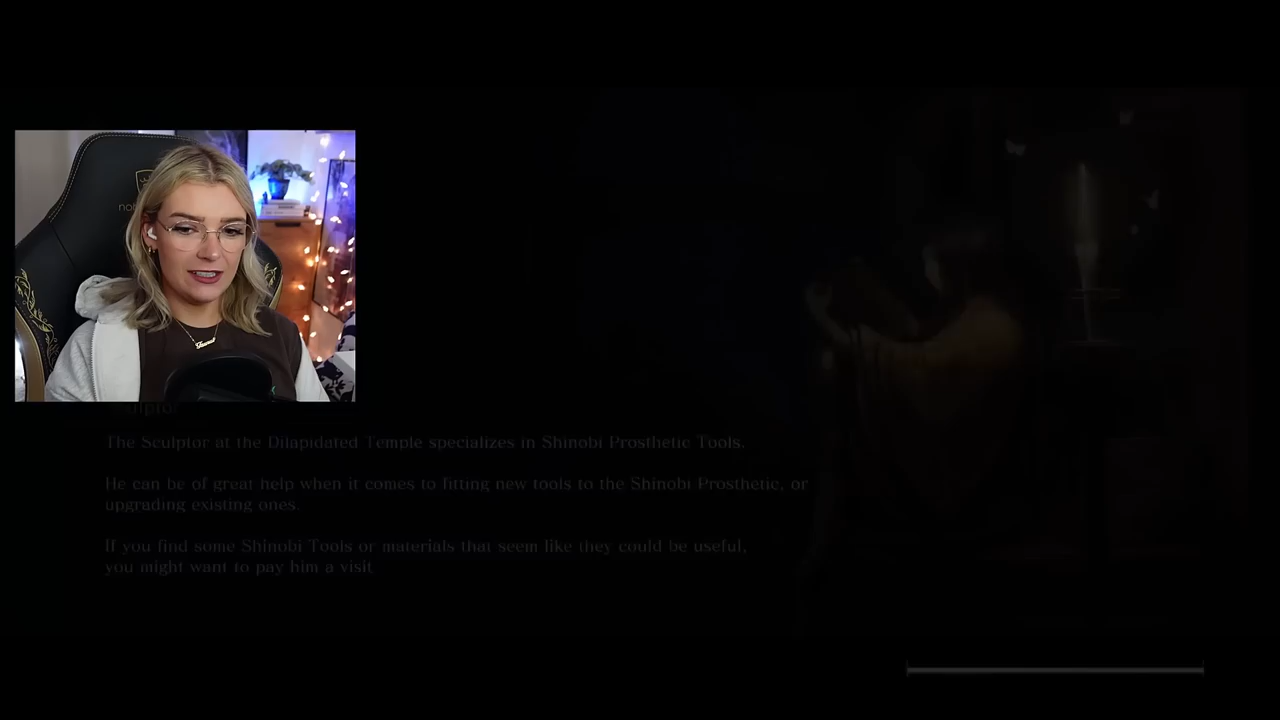 Sculptor
The Sculptor at the Dilapidated Temple specializes in Shinobi Prosthetic Tools.
He can be of great help when it comes to fitting new tools to the Shinobi Prosthetic, or
upgrading existing ones.
If you find some Shinobi Tools or materials that seem like they could be useful,
you might want to pay him a visit